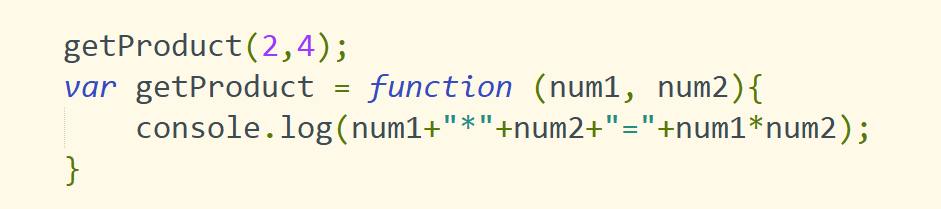 getProduct(2,4);
var getProduct = function (num1, num2){
    console.log(num1+"*"+num2+"="+num1*num2);
}